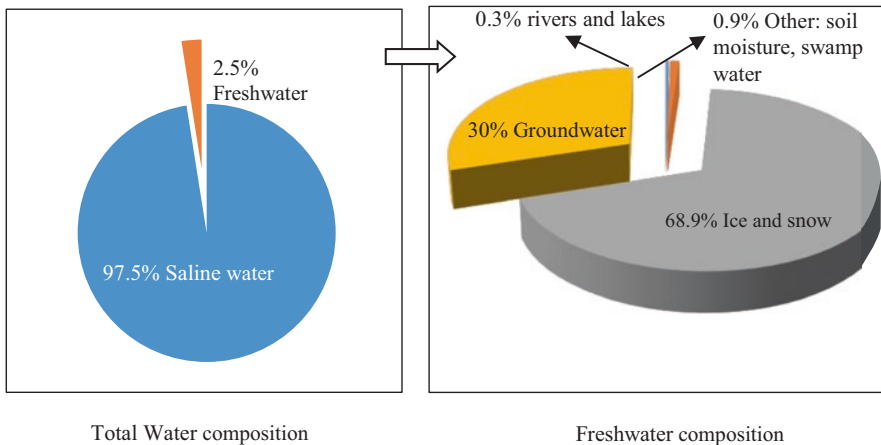 2.5%
Freshwater
97.5% Saline water
Total Water composition
0.3% rivers and lakes
0.9% Other: soil
moisture, swamp
water
30% Groundwater
68.9% Ice and snow
Freshwater composition